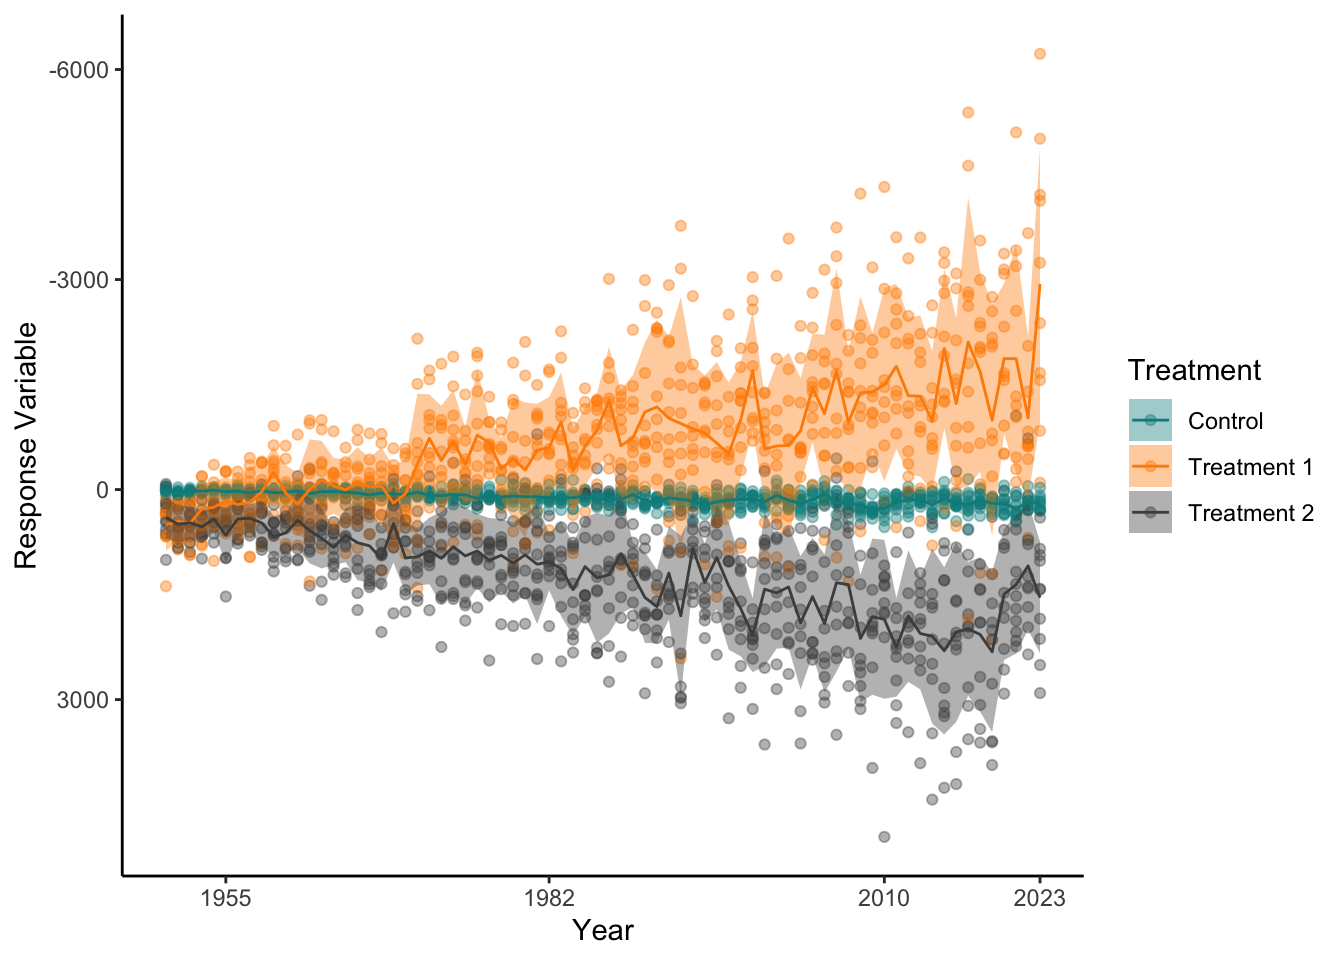 -6000
-3000
0
3000
Response Variable
1955
1982
2010
2023
Year
Treatment
Control
Treatment 1
Treatment 2